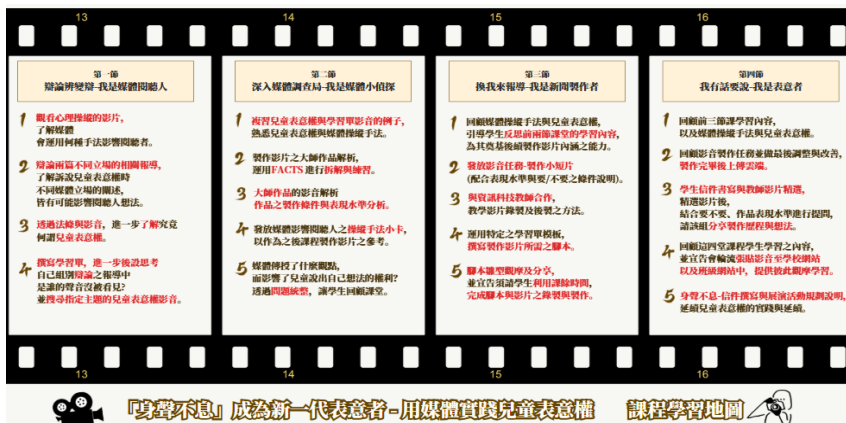 13
14
15
16
第一節
辯論辨變辯–我是媒體閱聽人
1 觀看心理操縱的影片，
了解媒體
會運用何種手法影響閱聽者。
2 辯論兩篇不同立場的相關報導，
了解訴說兒童表意權時
不同媒體立場的闡述，
皆有可能影響閱聽人想法。
3 透過法條與影音，進一步了解究竟
何謂兒童表意權。
4 撰寫學習單，進一步後設思考
自己組別辯論之報導中
是誰的聲音沒被看見？
並搜尋指定主題的兒童表意權影音。
第二節
深入媒體調查局–我是媒體小偵探
1 複習兒童表意權與學習單影音的例子，
熟悉兒童表意權與媒體操縱手法。
2 製作影片之大師作品解析，
運用FACTS 進行拆解與練習。
3 大師作品的影音解析
作品之製作條件與表現水準分析。
4 發放媒體影響閱聽人之操縱手法小卡，
以作為之後課程製作影片之參考。
5 媒體傳授了什麼觀點，
而影響了兒童說出自己想法的權利？
透過問題統整，讓學生回顧課堂。
第三節
換我來報導–我是新聞製作者
1 回顧媒體操縱手法與兒童表意權，
引導學生反思前兩節課堂的學習內容，
為其奠基後續製作影片內涵之能力。
2 發放影音任務-製作小短片
(配合表現水準與要/不要之條件說明)。
3 與資訊科技教師合作，
教學影片錄製及後製之方法。
4 運用特定之學習單模板，
撰寫製作影片所需之腳本。
5 腳本雛型觀摩及分享，
並宣告須請學生利用課餘時間，
完成腳本與影片之錄製與製作。
第四節
我有話要說–我是表意者
1 回顧前三節課學習內容，
以及媒體操縱手法與兒童表意權。
2 回顧影音製作任務並做最後調整與改善，
製作完畢後上傳雲端。
3 學生信件書寫與教師影片精選，
精選影片後，
結合要不要、作品表現水準進行提問，
請該組分享製作歷程與想法。
4 回顧這四堂課程學生學習之內容，
並宣告會輪流張貼影音至學校網站
以及班級網站中，提供彼此觀摩學習。
5 身聲不息-信件撰寫與展演活動規劃說明，
延續兒童表意權的實踐與延續。
13
14
15
16
「身聲不息」成為新一代表意者 - 用媒體實踐兒童表意權　課程學習地圖